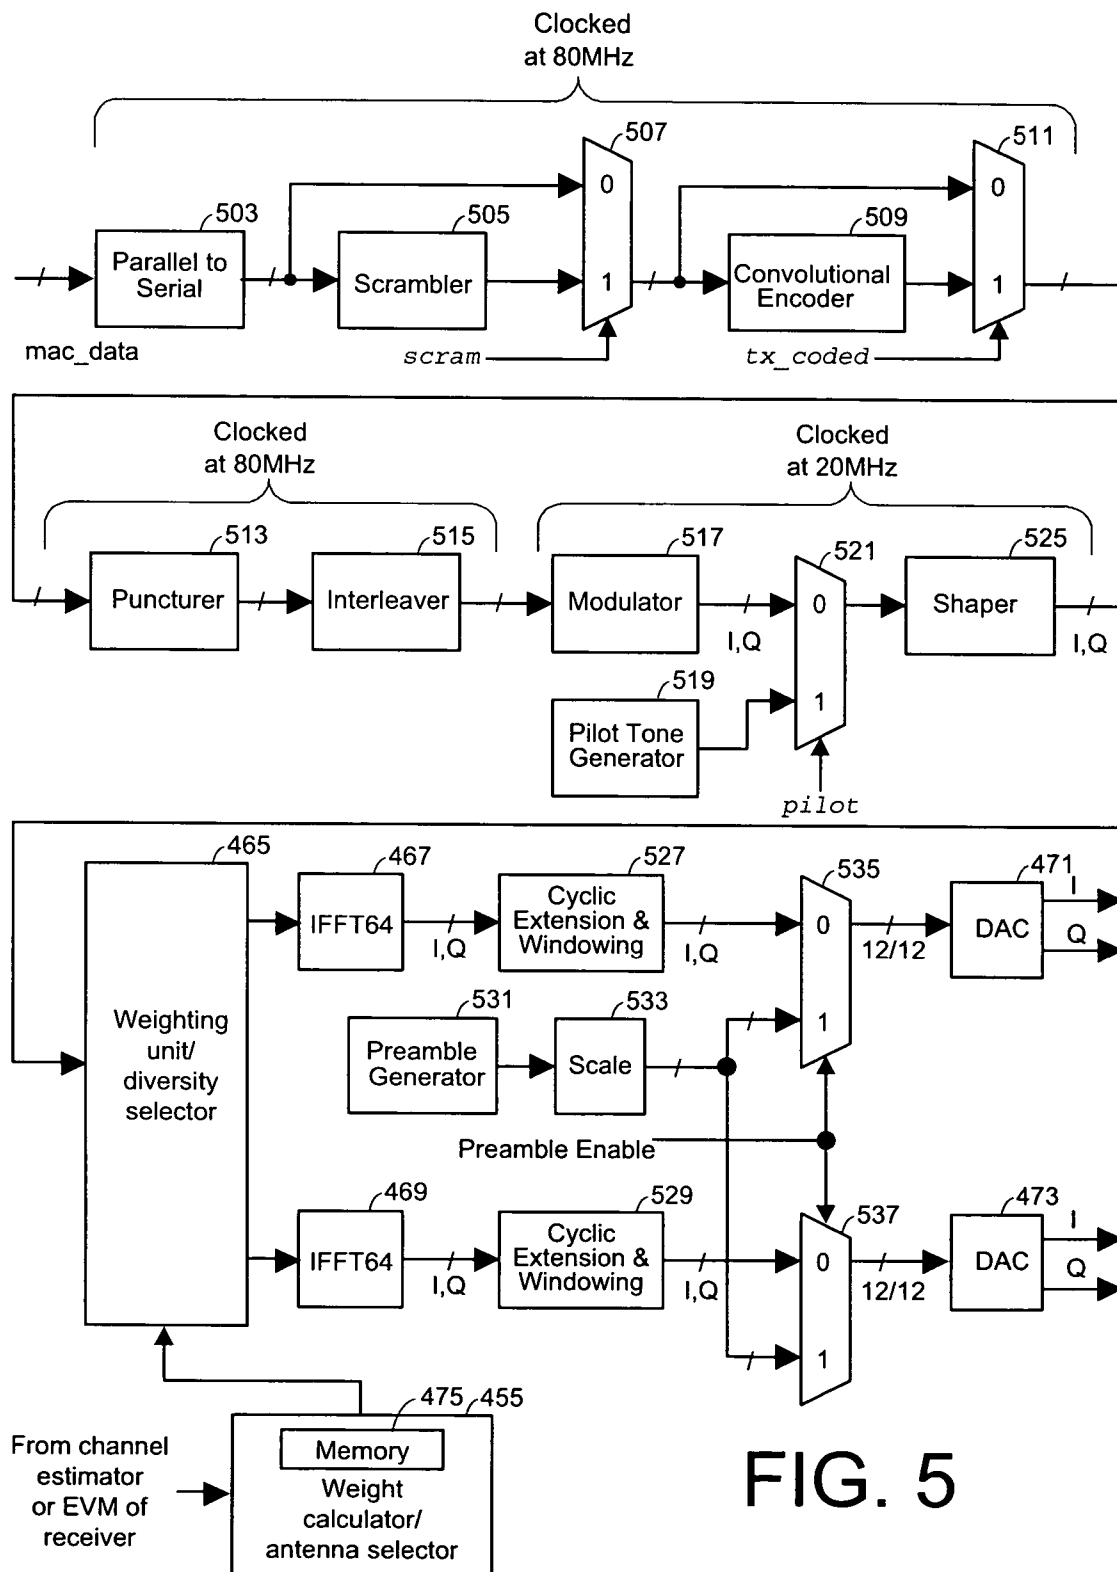 Clocked
at 80MHz
507
511
0
0
503
505
509
Parallel to
Serial
Scrambler
1
Convolutional
Encoder
1
mac_data
scram
tx_coded
Clocked
at 80MHz
Clocked
at 20MHz
513
515
517
521
525
Puncturer
Interleaver
Modulator
0
Shaper
I,Q
I,Q
519
1
Pilot Tone
Generator
pilot
465
467
527
535
471
I
IFFT64
Cyclic
Extension &
Windowing
0
DAC
Q
I,Q
I,Q
12/12
531
533
Weighting
unit/
diversity
selector
Preamble
Generator
Scale
1
Preamble Enable
469
529
537
473
I
IFFT64
Cyclic
Extension &
Windowing
0
DAC
Q
I,Q
I,Q
12/12
1
475
455
From channel
estimator
or EVM of
receiver
Memory
Weight
calculator/
antenna selector
FIG. 5